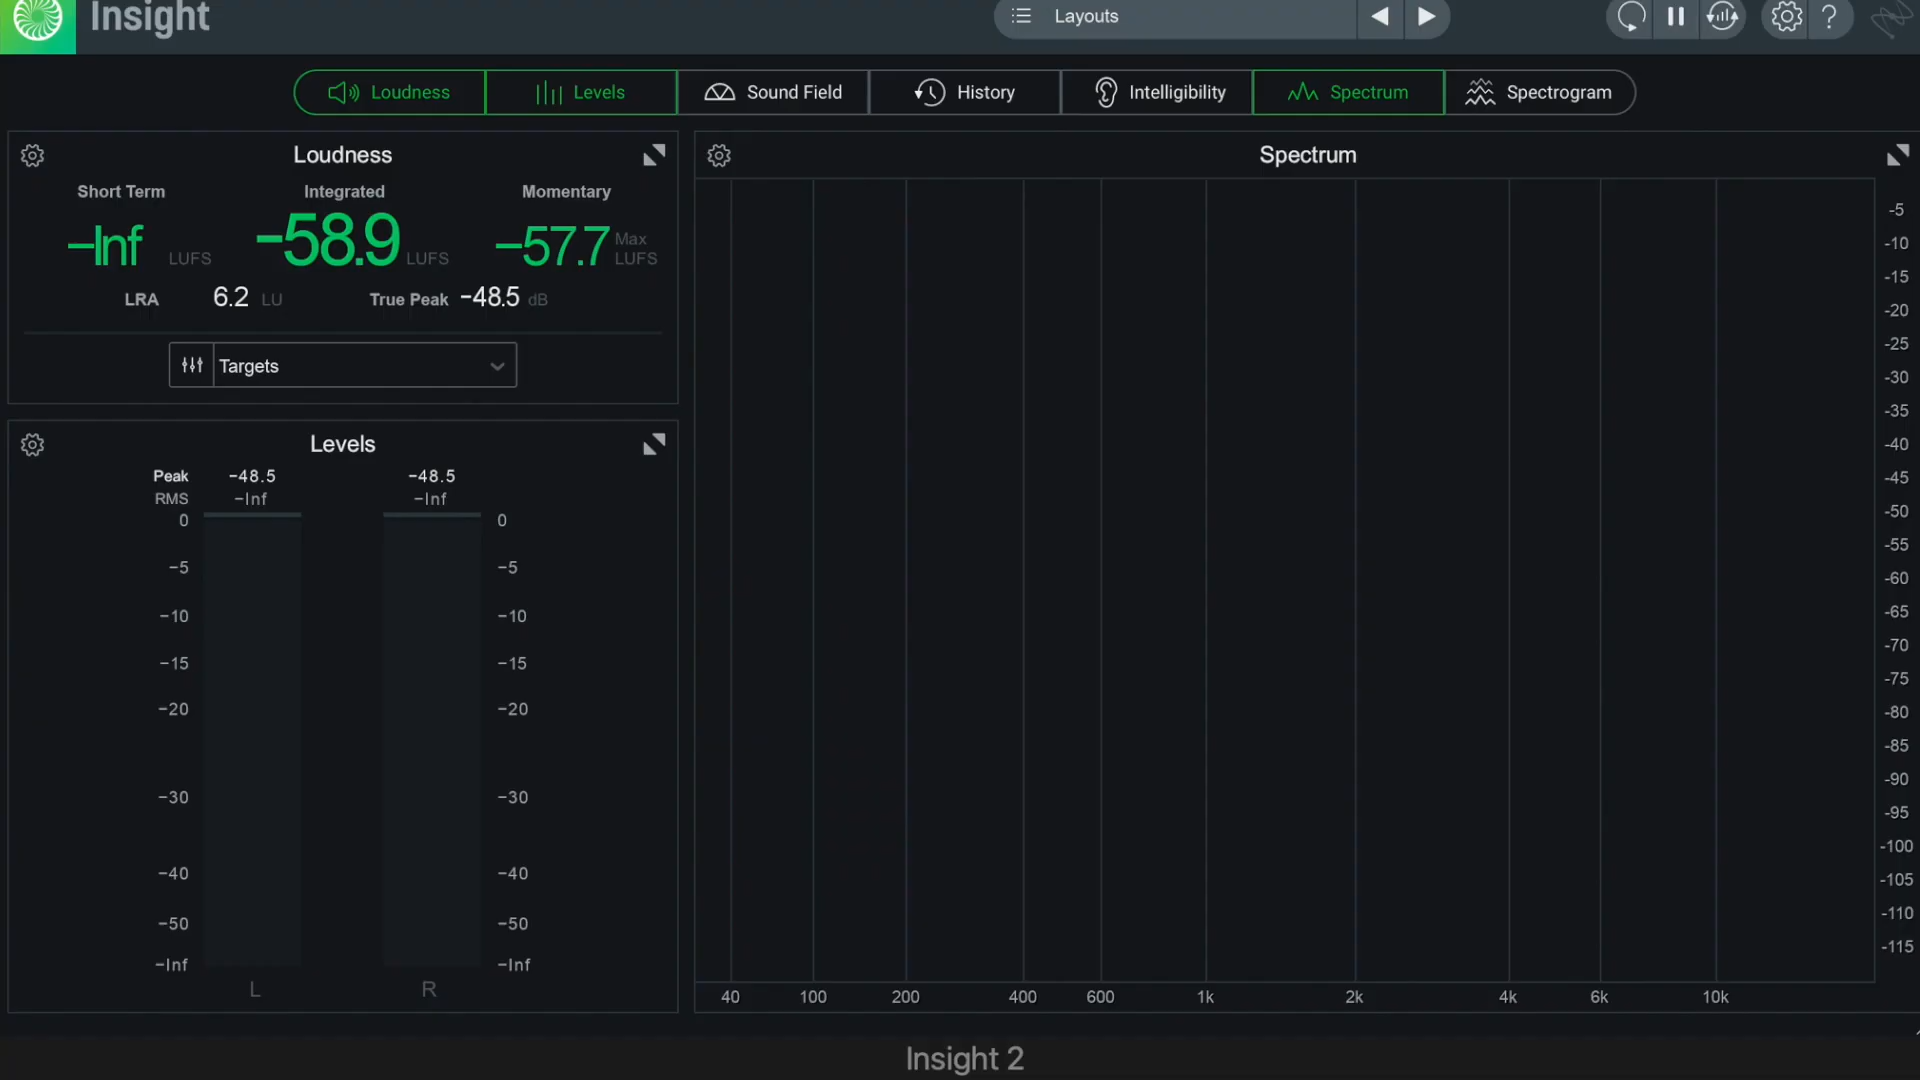 Insight
Layouts
?
Loudness Levels Sound Field History Intelligibility Spectrum Spectrogram
Loudness
Short Term Integrated Momentary
-Inf LUFS -58.9 LUFS -57.7 Max LUFS
LRA 6.2 LU True Peak -48.5 dB
Targets
Levels
Peak -48.5 -48.5
RMS -Inf -Inf
0 0
-5 -5
-10 -10
-15 -15
-20 -20
-30 -30
-40 -40
-50 -50
-Inf -Inf
L R
Spectrum
-5
-10
-15
-20
-25
-30
-35
-40
-45
-50
-55
-60
-65
-70
-75
-80
-85
-90
-95
-100
-105
-110
-115
40 100 200 400 600 1k 2k 4k 6k 10k
Insight 2